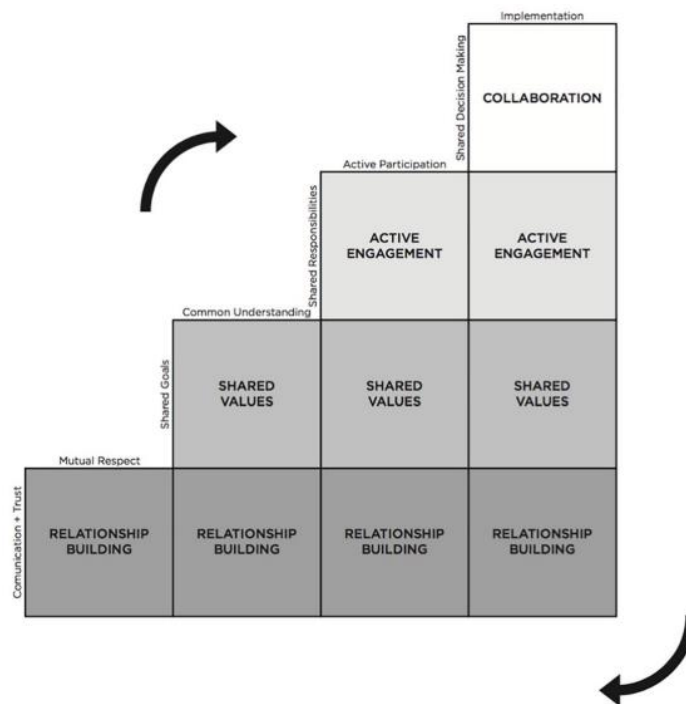 Implementation
Shared Decision Making
COLLABORATION
Active Participation
Shared Responsibilities
ACTIVE
ENGAGEMENT
ACTIVE
ENGAGEMENT
Common Understanding
Shared Goals
SHARED
VALUES
SHARED
VALUES
SHARED
VALUES
Mutual Respect
Comunication + Trust
RELATIONSHIP
BUILDING
RELATIONSHIP
BUILDING
RELATIONSHIP
BUILDING
RELATIONSHIP
BUILDING